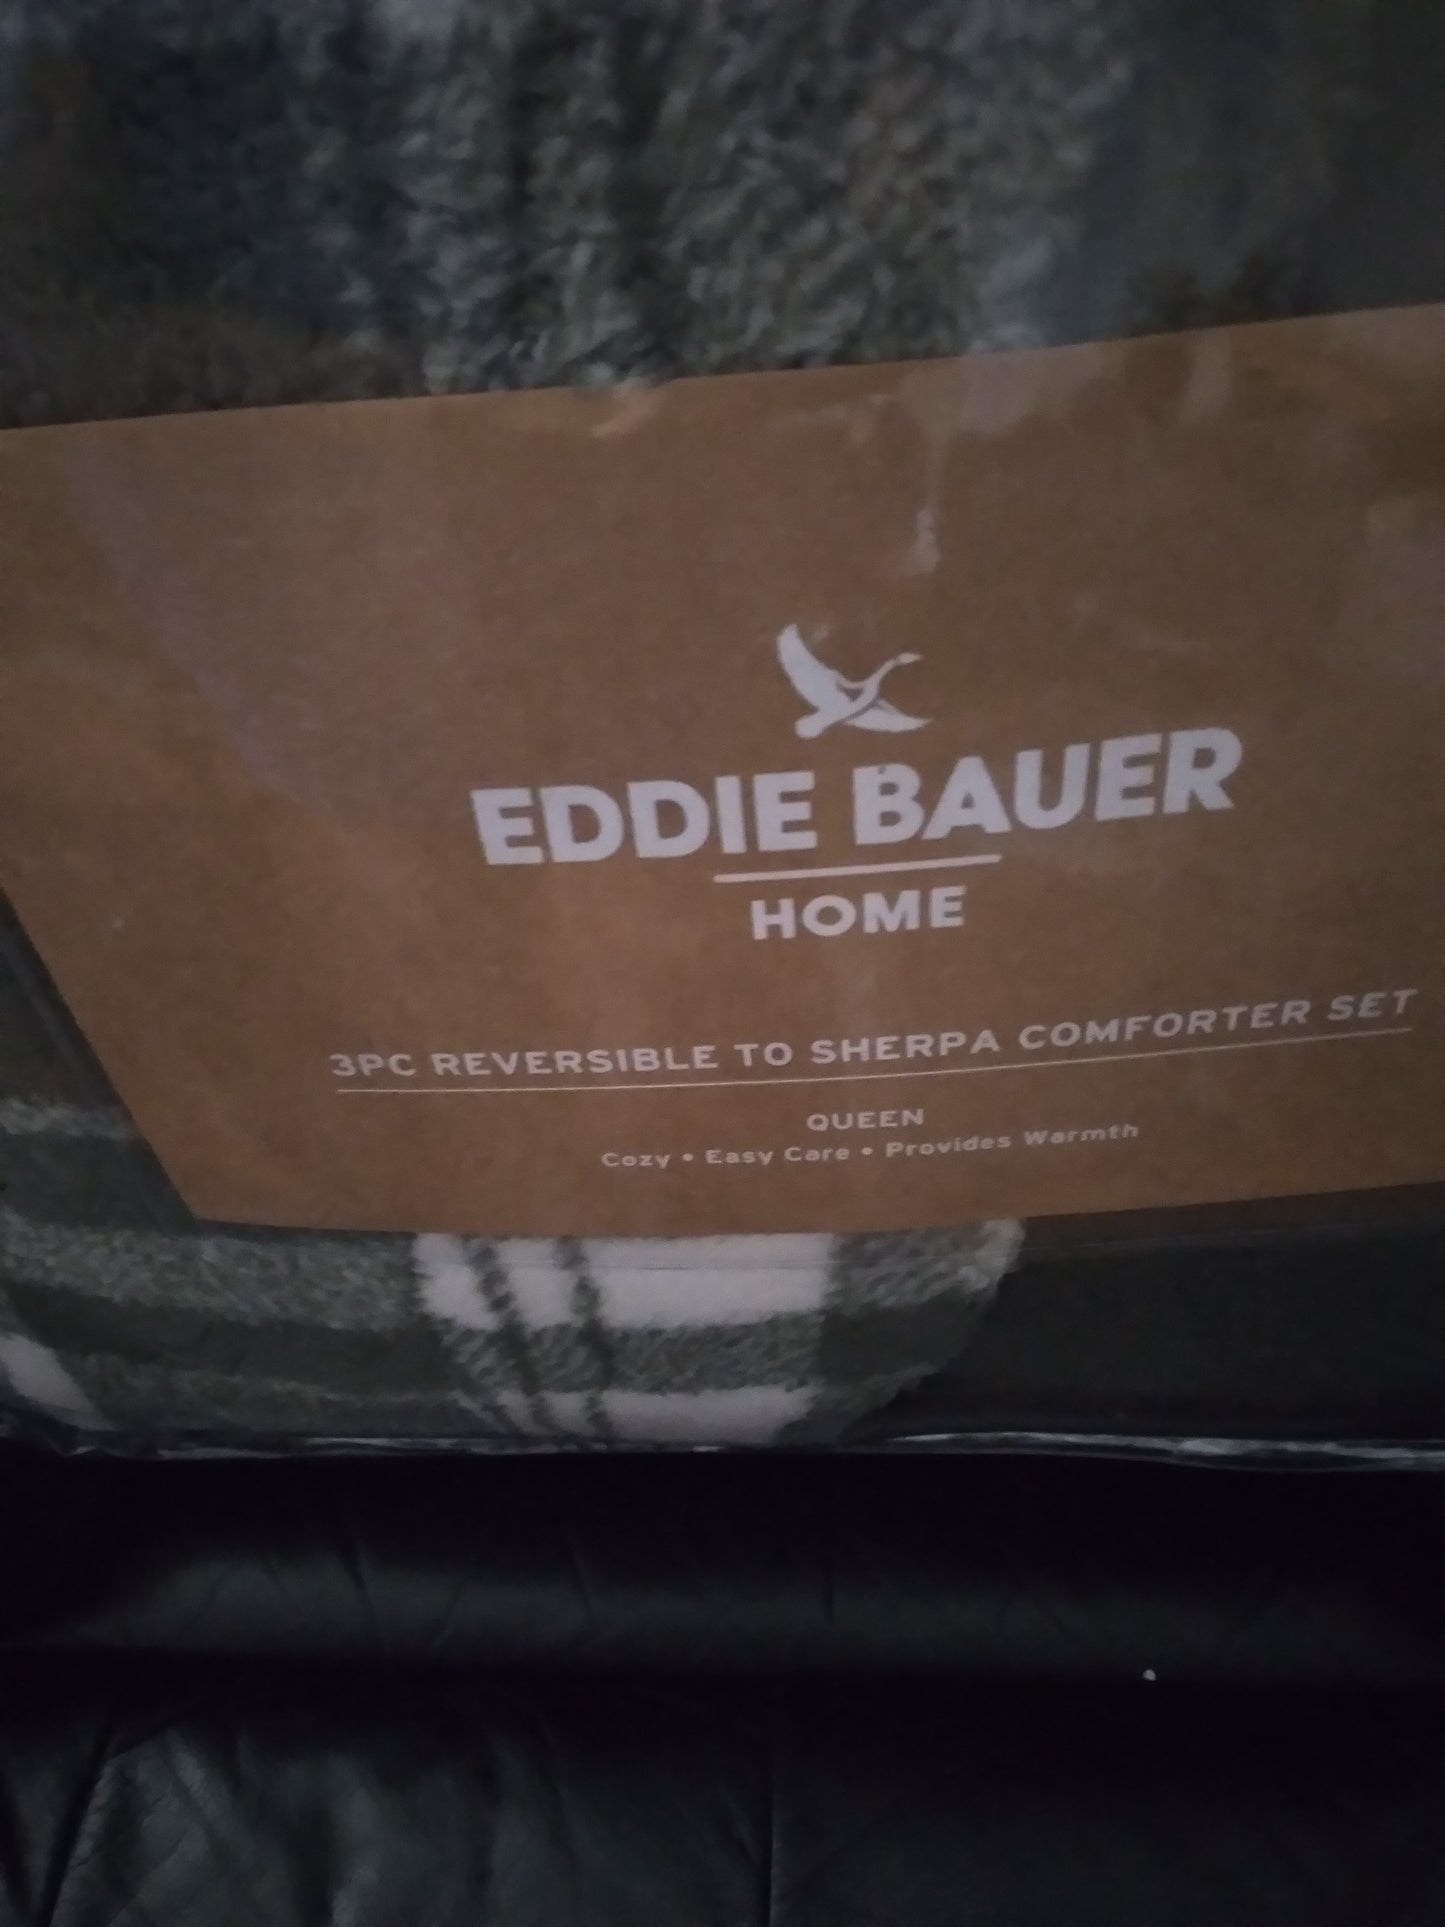 EDDIE BAUER
HOME
3PC REVERSIBLE TO SHERPA COMFORTER SET
QUEEN
Cozy • Easy Care • Provides Warmth